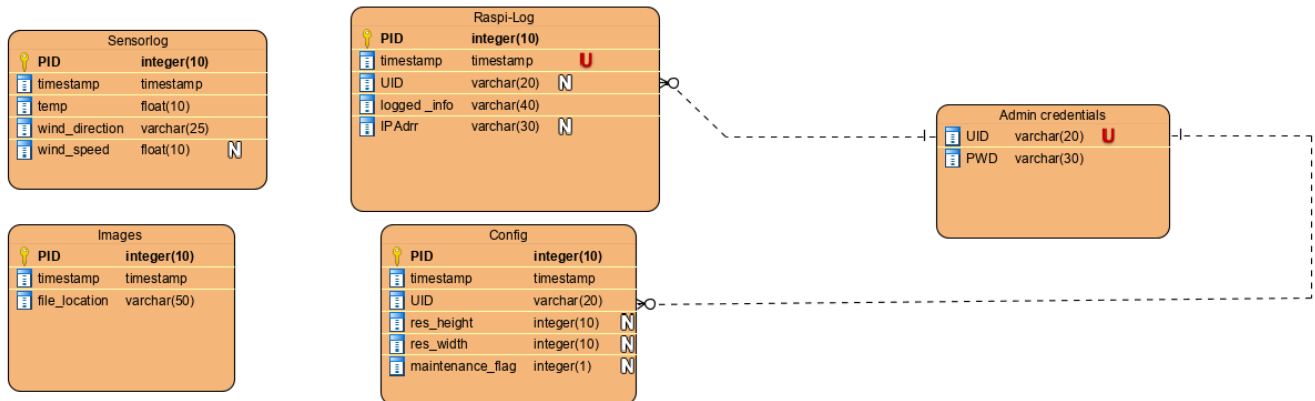 Sensorlog
PID integer(10)
timestamp timestamp
temp float(10)
wind_direction varchar(25)
wind_speed float(10) N
Raspi-Log
PID integer(10)
timestamp timestamp U
UID varchar(20) N
logged _info varchar(40)
IPAdrr varchar(30) N
Admin credentials
UID varchar(20) U
PWD varchar(30)
Images
PID integer(10)
timestamp timestamp
file_location varchar(50)
Config
PID integer(10)
timestamp timestamp
UID varchar(20)
res_height integer(10) N
res_width integer(10) N
maintenance_flag integer(1) N